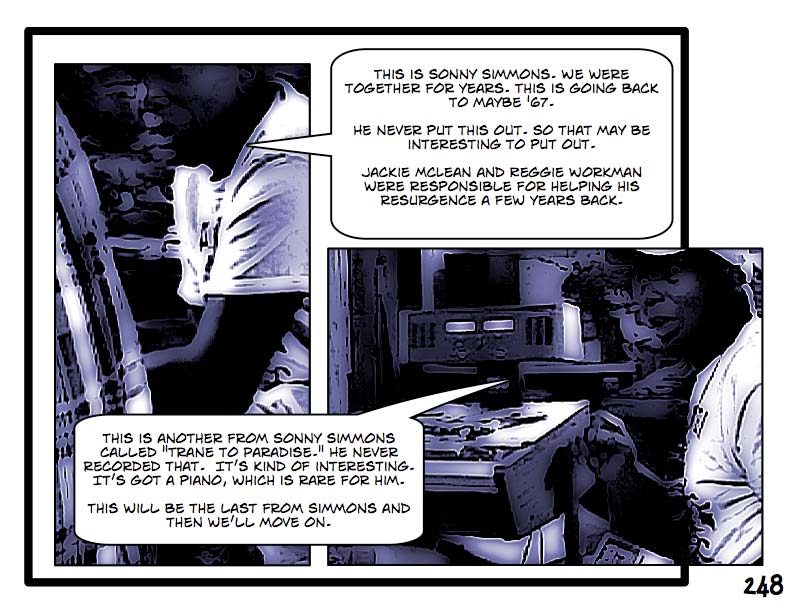 THIS IS SONNY SIMMONS. WE WERE
TOGETHER FOR YEARS. THIS IS GOING BACK
TO MAYBE '67.
HE NEVER PUT THIS OUT. SO THAT MAY BE
INTERESTING TO PUT OUT.
JACKIE MCLEAN AND REGGIE WORKMAN
WERE RESPONSIBLE FOR HELPING HIS
RESURGENCE A FEW YEARS BACK.
THIS IS ANOTHER FROM SONNY SIMMONS
CALLED "TRANE TO PARADISE." HE NEVER
RECORDED THAT. IT'S KIND OF INTERESTING.
IT'S GOT A PIANO, WHICH IS RARE FOR HIM.
THIS WILL BE THE LAST FROM SIMMONS AND
THEN WE'LL MOVE ON.
248